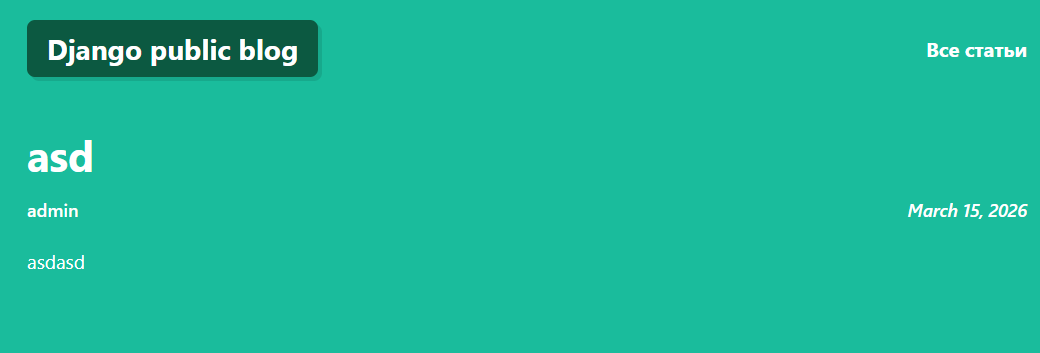 Django public blog
Все статьи
asd
admin
March 15, 2026
asdasd